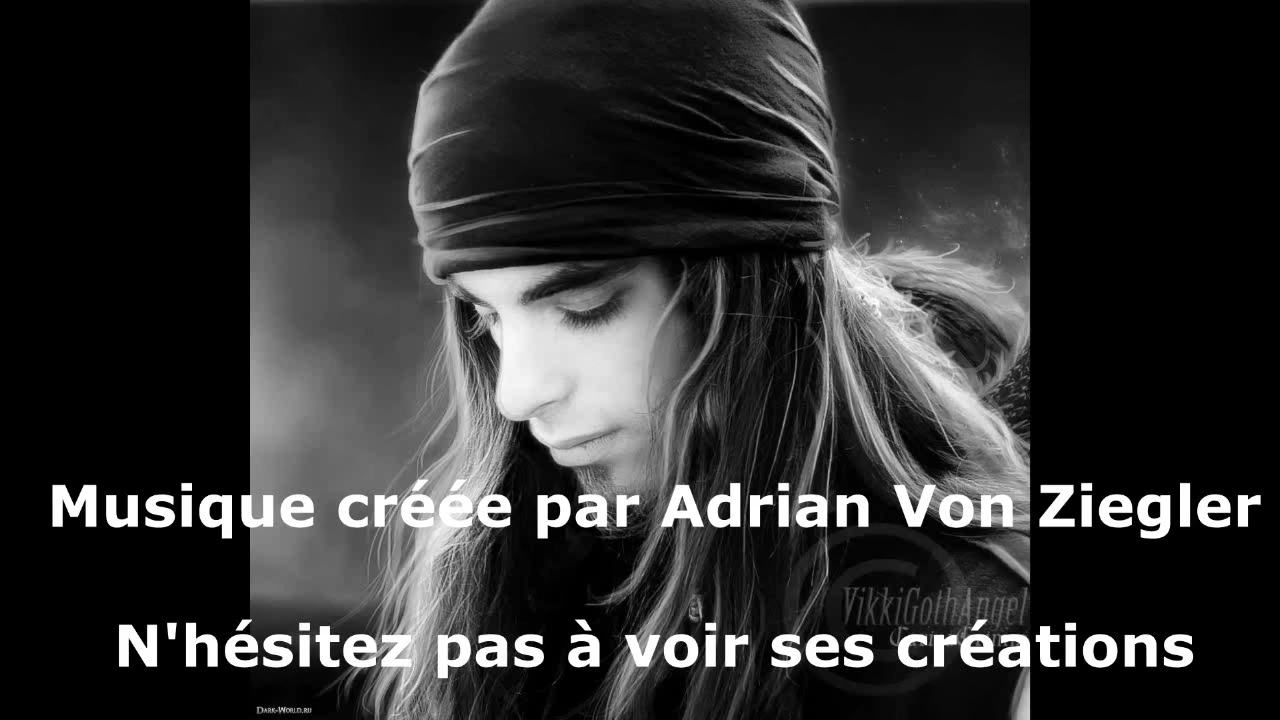 Musique créée par Adrian Von Ziegler
VikkiGothAngel
N'hésitez pas à voir ses créations
DARK-WORLD.RU